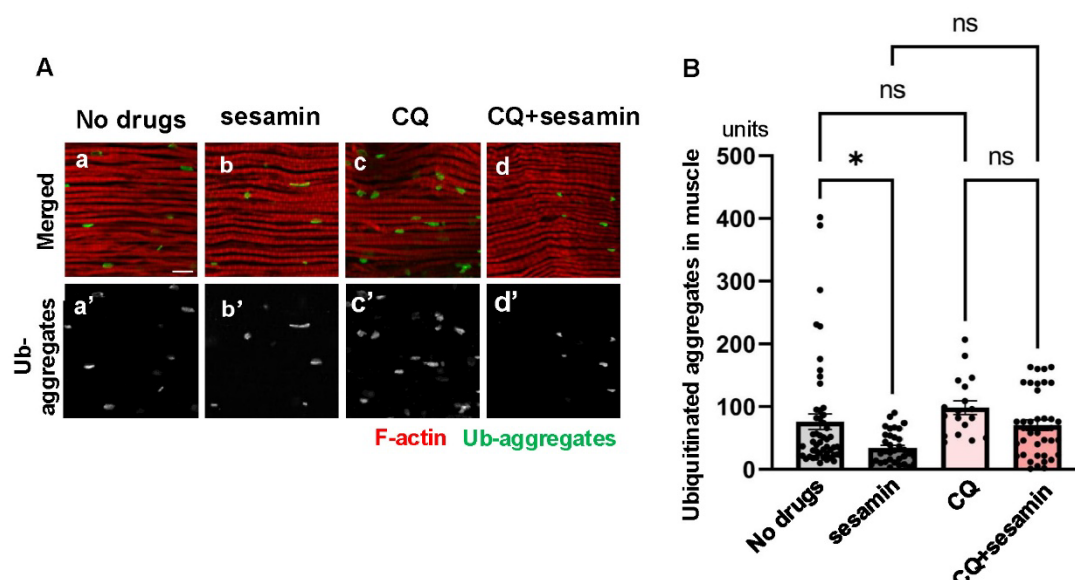 A
No drugs sesamin CQ CQ+sesamin
Merged
a b c d
Ub-
aggregates
a’ b’ c’ d’
F-actin Ub-aggregates
B
ns
ns
units
* ns
Ubiquitinated aggregates in muscle
500
400
300
200
100
0
No drugs
sesamin
CQ
CQ+sesamin